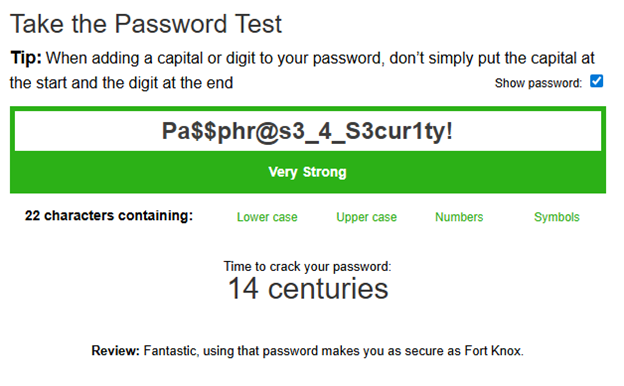 Take the Password Test
Tip: When adding a capital or digit to your password, don't simply put the capital at
the start and the digit at the end
Show password:
Pa$$phr@s3_4_S3cur1ty!
Very Strong
22 characters containing: Lower case Upper case Numbers Symbols
Time to crack your password:
14 centuries
Review: Fantastic, using that password makes you as secure as Fort Knox.